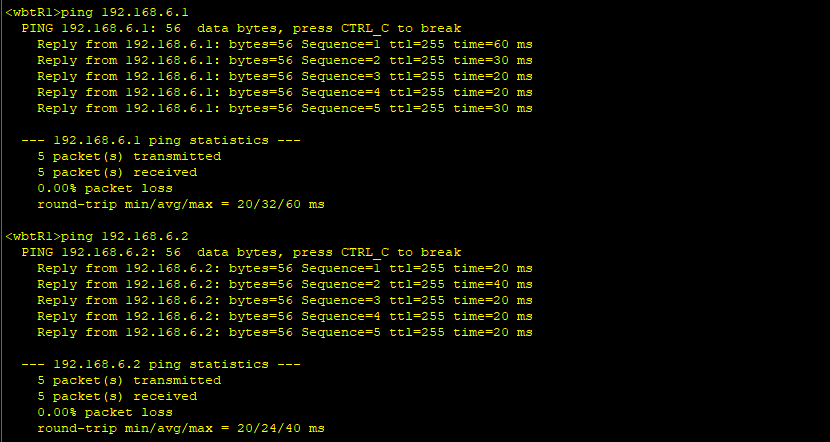 <wbtR1>ping 192.168.6.1
  PING 192.168.6.1: 56  data bytes, press CTRL_C to break
    Reply from 192.168.6.1: bytes=56 Sequence=1 ttl=255 time=60 ms
    Reply from 192.168.6.1: bytes=56 Sequence=2 ttl=255 time=30 ms
    Reply from 192.168.6.1: bytes=56 Sequence=3 ttl=255 time=20 ms
    Reply from 192.168.6.1: bytes=56 Sequence=4 ttl=255 time=20 ms
    Reply from 192.168.6.1: bytes=56 Sequence=5 ttl=255 time=30 ms

  --- 192.168.6.1 ping statistics ---
    5 packet(s) transmitted
    5 packet(s) received
    0.00% packet loss
    round-trip min/avg/max = 20/32/60 ms

<wbtR1>ping 192.168.6.2
  PING 192.168.6.2: 56  data bytes, press CTRL_C to break
    Reply from 192.168.6.2: bytes=56 Sequence=1 ttl=255 time=20 ms
    Reply from 192.168.6.2: bytes=56 Sequence=2 ttl=255 time=40 ms
    Reply from 192.168.6.2: bytes=56 Sequence=3 ttl=255 time=20 ms
    Reply from 192.168.6.2: bytes=56 Sequence=4 ttl=255 time=20 ms
    Reply from 192.168.6.2: bytes=56 Sequence=5 ttl=255 time=20 ms

  --- 192.168.6.2 ping statistics ---
    5 packet(s) transmitted
    5 packet(s) received
    0.00% packet loss
    round-trip min/avg/max = 20/24/40 ms